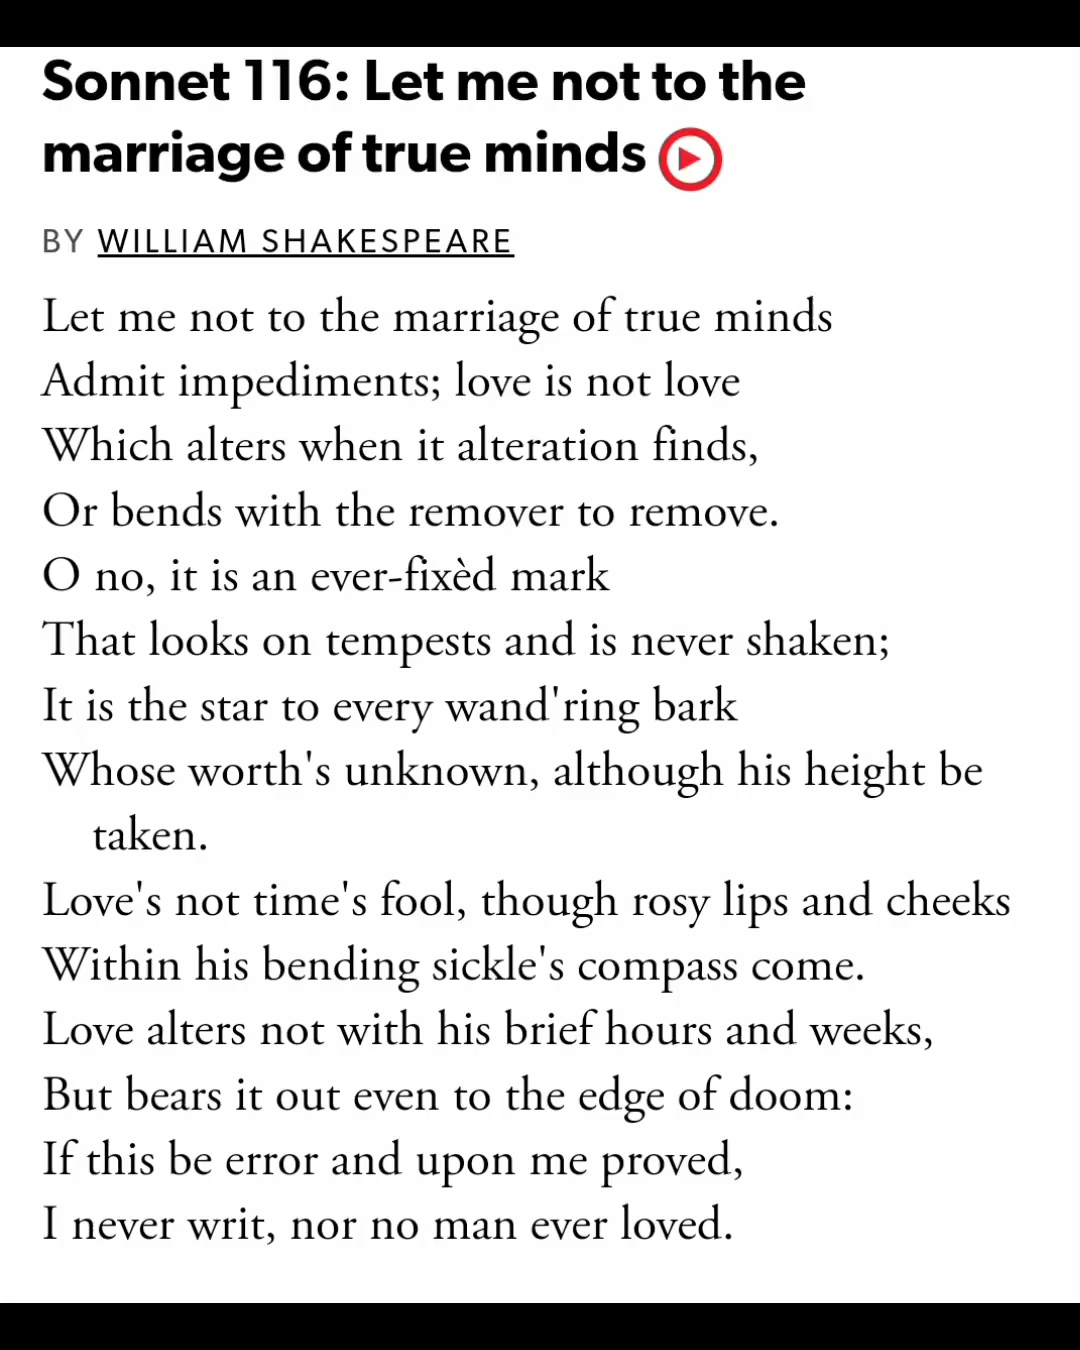 Sonnet 116: Let me not to the
marriage of true minds
BY WILLIAM SHAKESPEARE
Let me not to the marriage of true minds
Admit impediments; love is not love
Which alters when it alteration finds,
Or bends with the remover to remove.
O no, it is an ever-fixèd mark
That looks on tempests and is never shaken;
It is the star to every wand'ring bark
Whose worth's unknown, although his height be
taken.
Love's not time's fool, though rosy lips and cheeks
Within his bending sickle's compass come.
Love alters not with his brief hours and weeks,
But bears it out even to the edge of doom:
If this be error and upon me proved,
I never writ, nor no man ever loved.